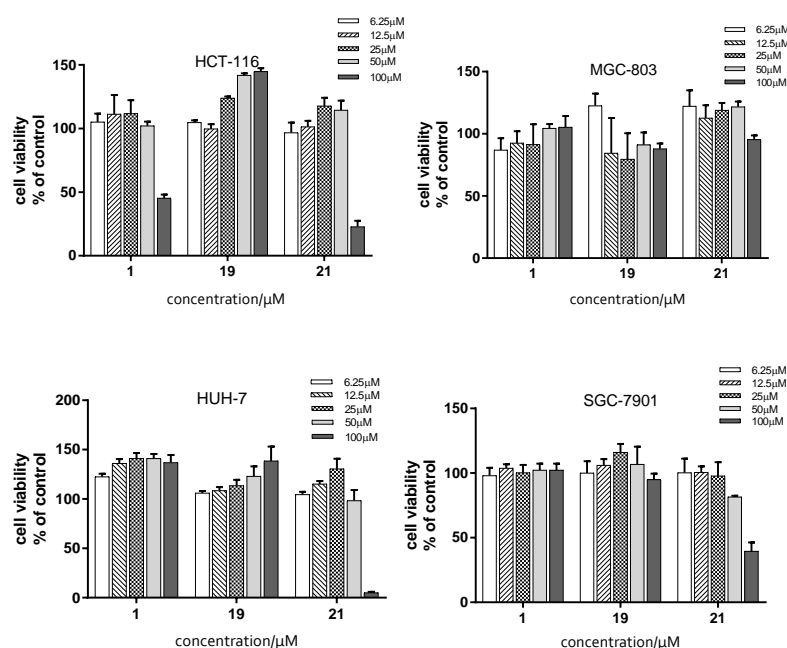 HCT-116
6.25μM
12.5μM
25μM
50μM
100μM
cell viability
% of control
150
100
50
0
1
19
21
concentration/μM
MGC-803
6.25μM
12.5μM
25μM
50μM
100μM
cell viability
% of control
150
100
50
0
1
19
21
concentration/μM
HUH-7
6.25μM
12.5μM
25μM
50μM
100μM
cell viability
% of control
200
150
100
50
0
1
19
21
concentration/μM
SGC-7901
6.25μM
12.5μM
25μM
50μM
100μM
cell viability
% of control
150
100
50
0
1
19
21
concentration/μM